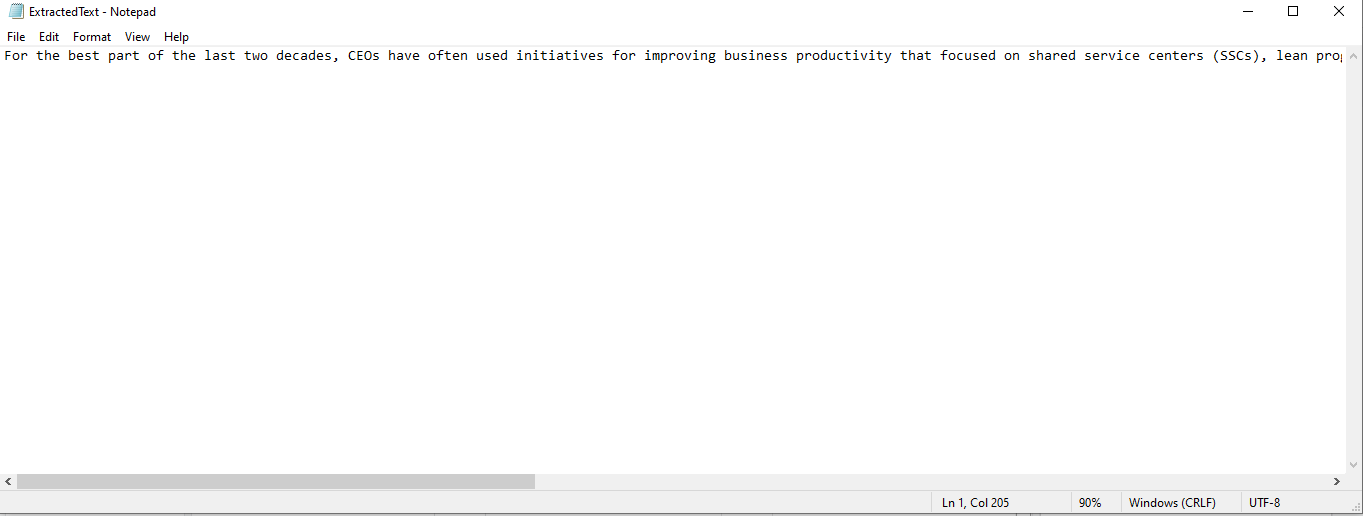 ExtractedText - Notepad
File Edit Format View Help
For the best part of the last two decades, CEOs have often used initiatives for improving business productivity that focused on shared service centers (SSCs), lean
Ln 1, Col 205 90% Windows (CRLF) UTF-8